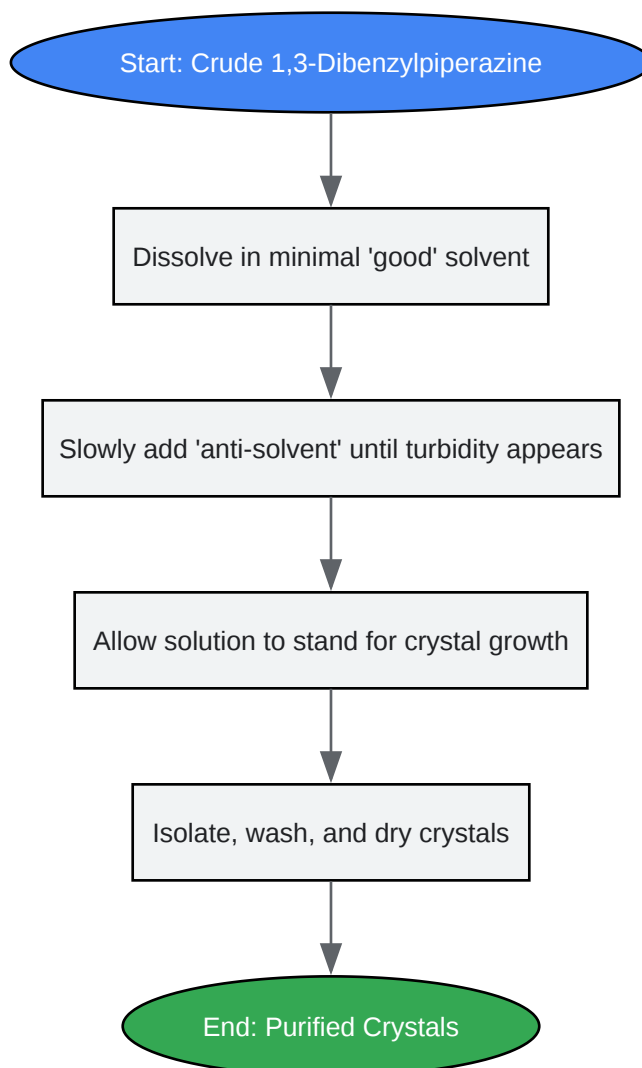 Start: Crude 1,3-Dibenzylpiperazine
Dissolve in minimal 'good' solvent
Slowly add 'anti-solvent' until turbidity appears
Allow solution to stand for crystal growth
Isolate, wash, and dry crystals
End: Purified Crystals